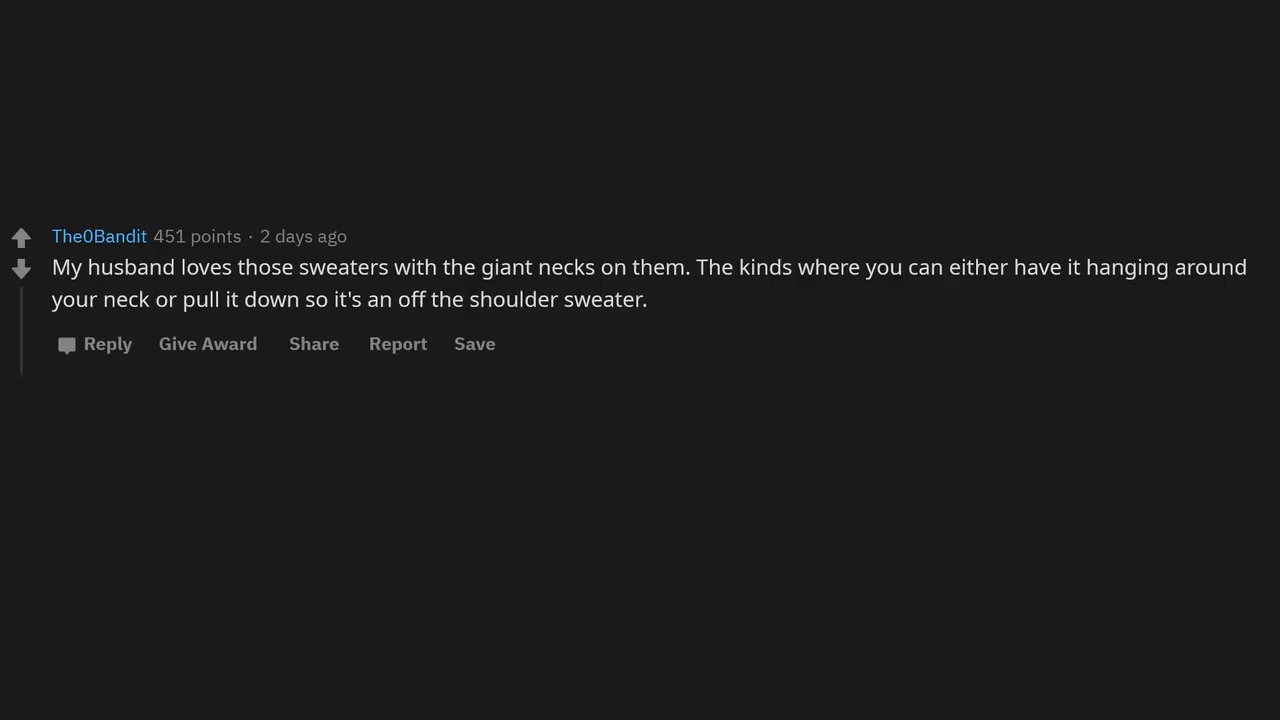 The0Bandit 451 points · 2 days ago
My husband loves those sweaters with the giant necks on them. The kinds where you can either have it hanging around
your neck or pull it down so it's an off the shoulder sweater.
Reply Give Award Share Report Save